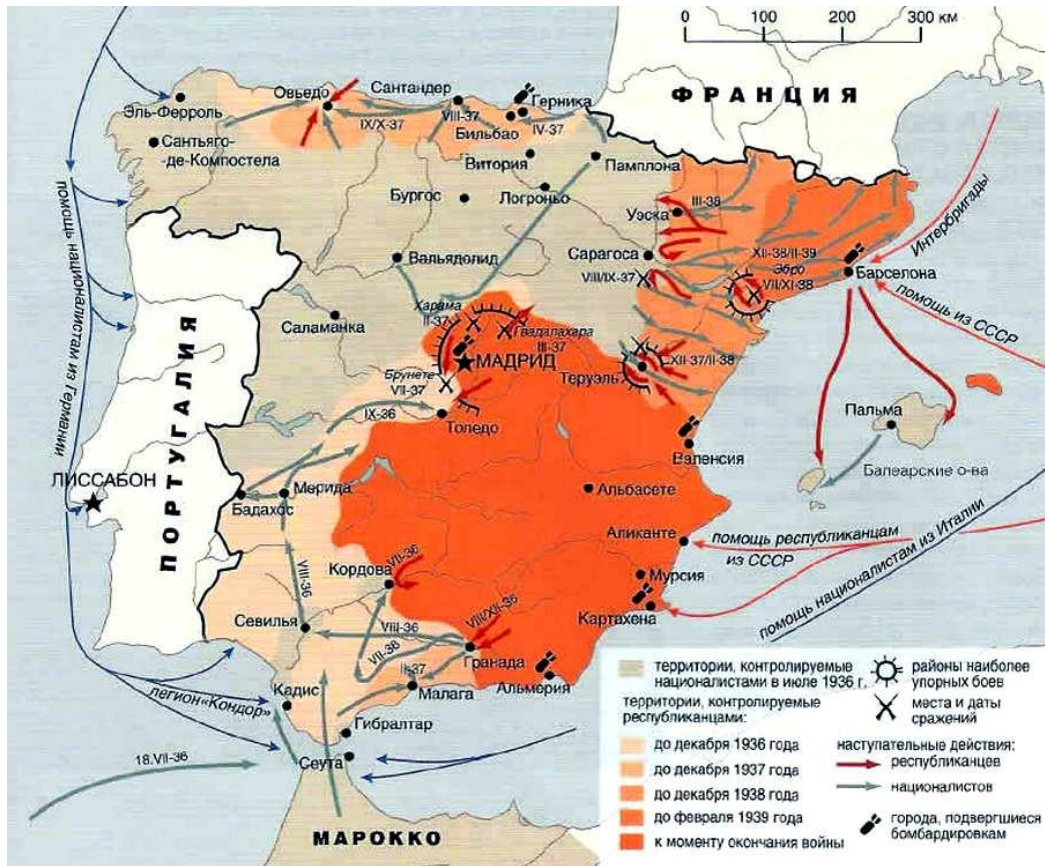 0 100 200 300 км
ФРАНЦИЯ
Овьедо
Сантандер
Герника
Эль-Ферроль
IX/X-37
VIII-37
Бильбао
IV-37
Сантьяго-
де-Компостела
Витория
Памплона
Бургос
Логроньо
Уэска
III-38
Интербригады
Сарагоса
XII-38/II-39
Вальядолид
VIII/IX-37
Эбро
VII/XI-38
Барселона
помощь националистам из Германии
Харама
II-37
помощь из СССР
Саламанка
Гвадалахара
III-37
МАДРИД
XII-37/II-38
Брунете
VII-37
Теруэль
ПОРТУГАЛИЯ
IX-36
Толедо
Пальма
Валенсия
Балеарские о-ва
ЛИССАБОН
Мерида
Бадахос
Альбасете
Аликанте
помощь республиканцам
из СССР
помощь националистам из Италии
VII-36
Кордова
VIII-36
Мурсия
Картахена
Севилья
VIII-36
VIII/XII-36
VII-38
Гранада
II-37
Кадис
Малага
Альмерия
легион «Кондор»
Гибралтар
Сеута
18.VII-36
МАРОККО
территории, контролируемые
националистами в июле 1936 г.
территории, контролируемые
республиканцами:
до декабря 1936 года
до декабря 1937 года
до декабря 1938 года
до февраля 1939 года
к моменту окончания войны
районы наиболее
упорных боев
места и даты
сражений
наступательные действия:
республиканцев
националистов
города, подвергшиеся
бомбардировкам